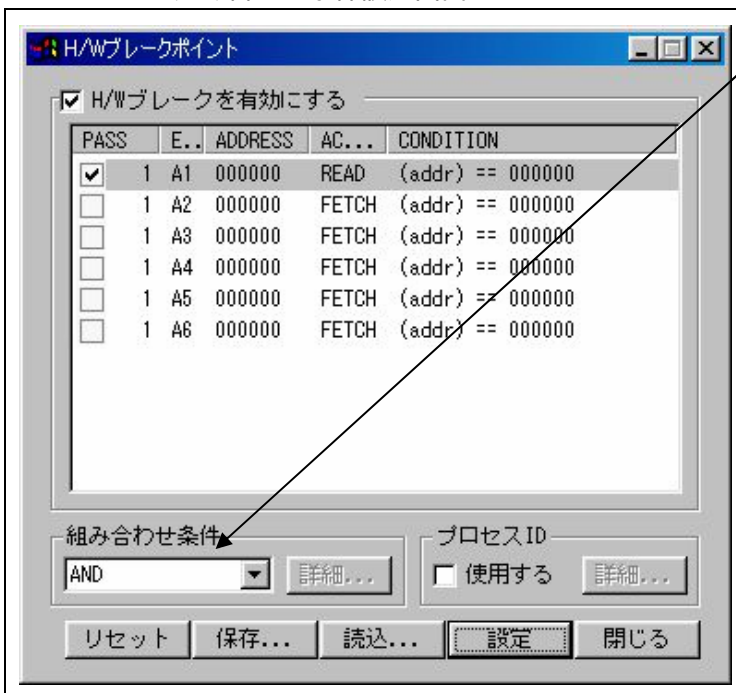 H/Wブレークポイント
H/Wブレークを有効にする
PASS E.. ADDRESS AC... CONDITION
1 A1 000000 READ (addr) == 000000
1 A2 000000 FETCH (addr) == 000000
1 A3 000000 FETCH (addr) == 000000
1 A4 000000 FETCH (addr) == 000000
1 A5 000000 FETCH (addr) == 000000
1 A6 000000 FETCH (addr) == 000000
組み合わせ条件 プロセスID
AND 詳細... 使用する 詳細...
リセット 保存... 読込... 設定 閉じる